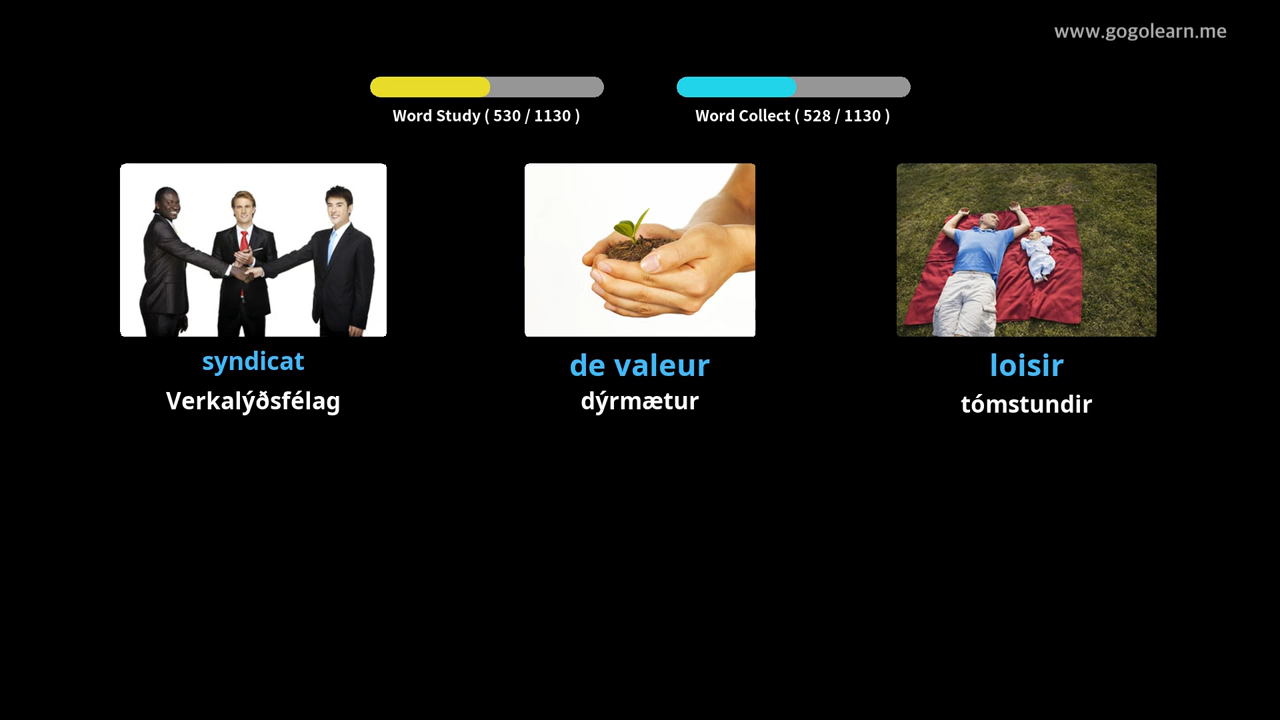 www.gogolearn.me
Word Study ( 530 / 1130 )
Word Collect ( 528 / 1130 )
syndicat
Verkalýðsfélag
de valeur
dýrmætur
loisir
tómstundir